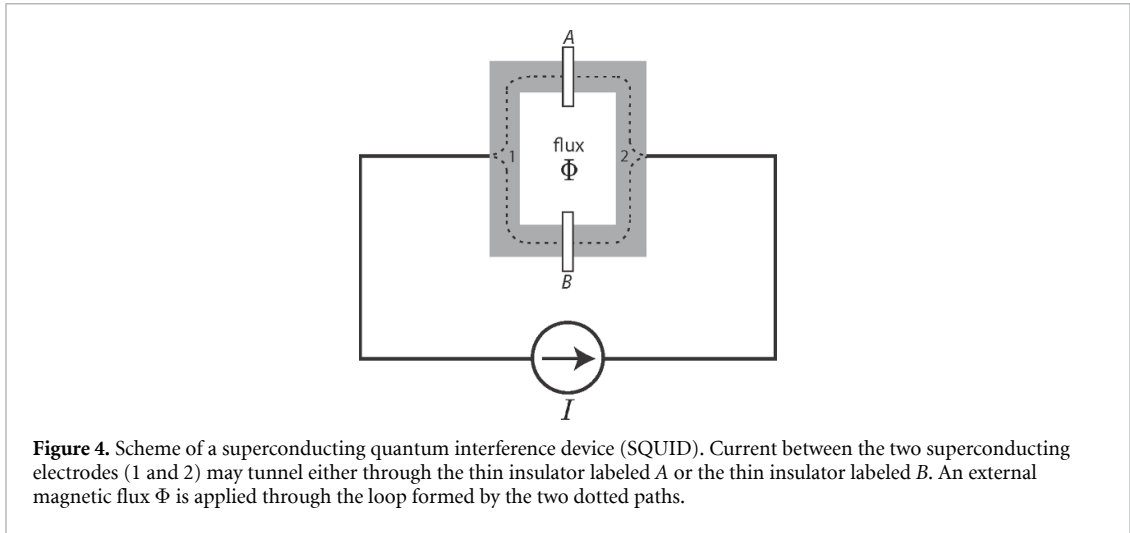 A
1
flux
2
Φ
B
I
Figure 4. Scheme of a superconducting quantum interference device (SQUID). Current between the two superconducting
electrodes (1 and 2) may tunnel either through the thin insulator labeled A or the thin insulator labeled B. An external
magnetic flux Φ is applied through the loop formed by the two dotted paths.